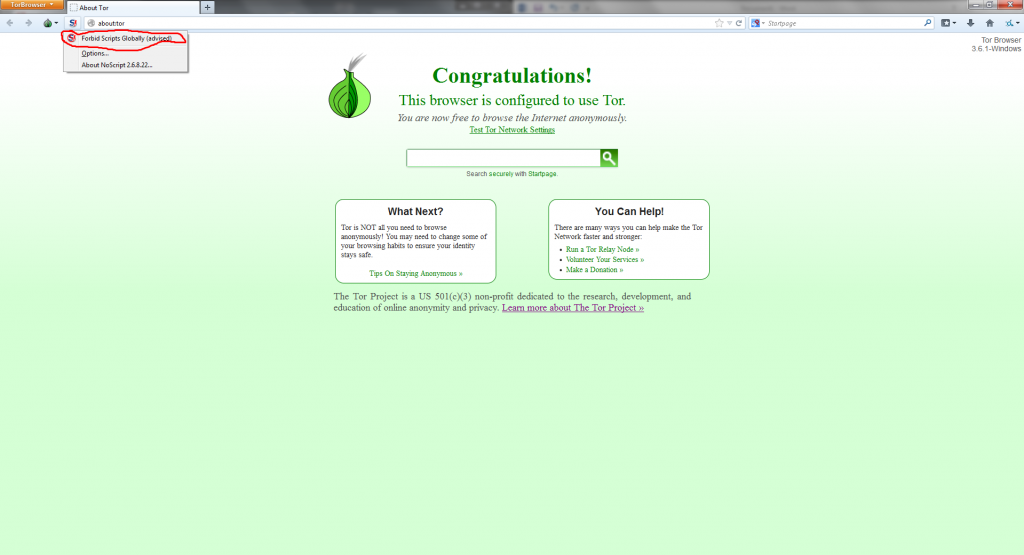 TorBrowser
About Tor
about:tor
Startpage
Forbid Scripts Globally (advised)
Options...
About NoScript 2.6.8.22...
Tor Browser
3.6.1-Windows
Congratulations!
This browser is configured to use Tor.
You are now free to browse the Internet anonymously.
Test Tor Network Settings
Search securely with Startpage.
What Next?
Tor is NOT all you need to browse
anonymously! You may need to change some of
your browsing habits to ensure your identity
stays safe.
Tips On Staying Anonymous »
You Can Help!
There are many ways you can help make the Tor
Network faster and stronger:
Run a Tor Relay Node »
Volunteer Your Services »
Make a Donation »
The Tor Project is a US 501(c)(3) non-profit dedicated to the research, development, and
education of online anonymity and privacy. Learn more about The Tor Project »